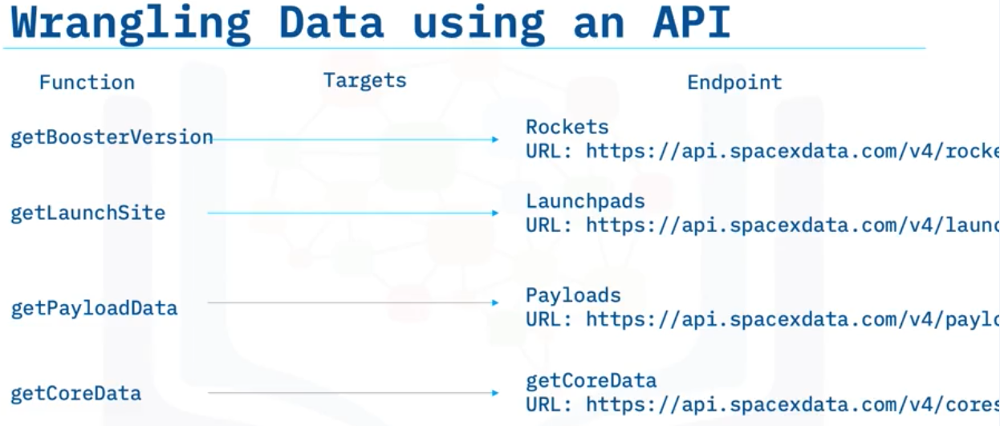 Wrangling Data using an API
Function Targets Endpoint
getBoosterVersion
Rockets
URL: https://api.spacexdata.com/v4/rocke
getLaunchSite
Launchpads
URL: https://api.spacexdata.com/v4/launc
getPayloadData
Payloads
URL: https://api.spacexdata.com/v4/paylo
getCoreData
getCoreData
URL: https://api.spacexdata.com/v4/cores